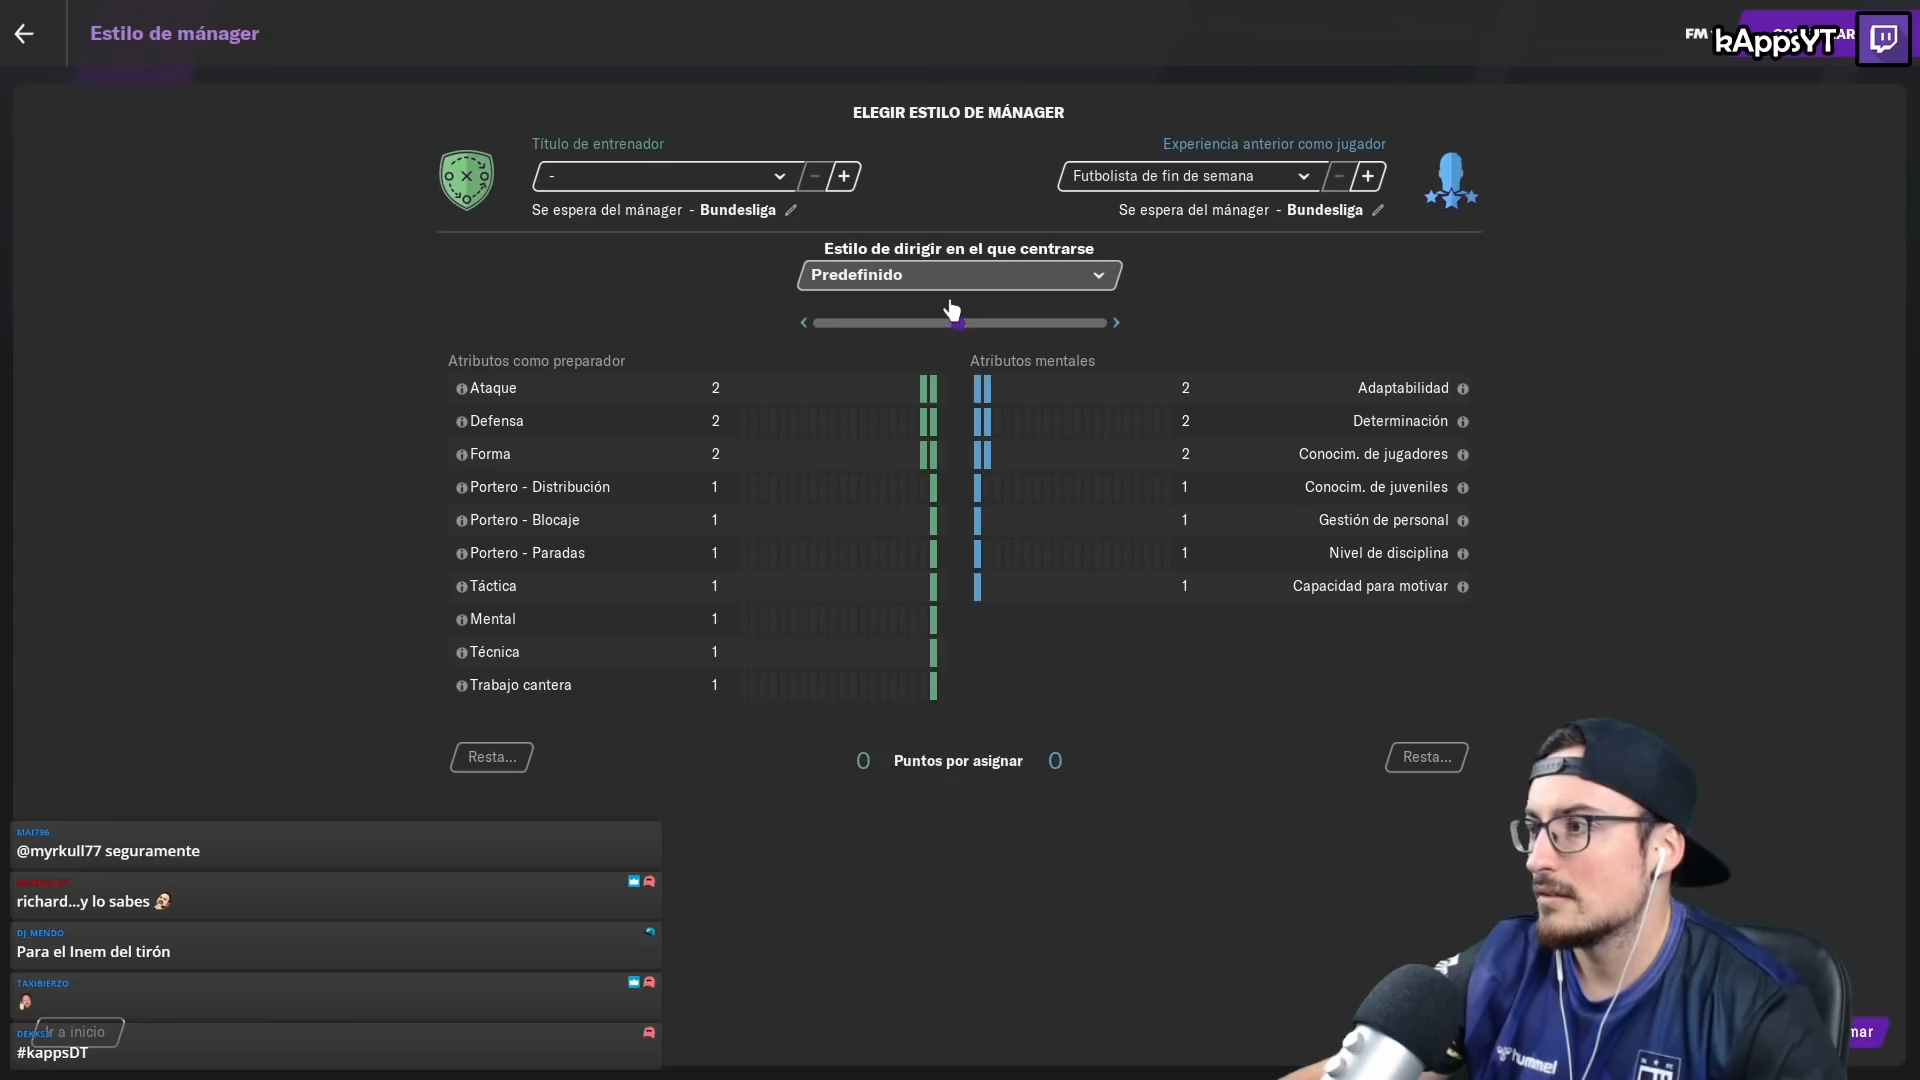 Estilo de mánager
FM
kAppsYT
ELEGIR ESTILO DE MÁNAGER
Título de entrenador
-
Se espera del mánager - Bundesliga
Experiencia anterior como jugador
Futbolista de fin de semana
Se espera del mánager - Bundesliga
Estilo de dirigir en el que centrarse
Predefinido
Atributos como preparador
Ataque 2
Defensa 2
Forma 2
Portero - Distribución 1
Portero - Blocaje 1
Portero - Paradas 1
Táctica 1
Mental 1
Técnica 1
Trabajo cantera 1
Atributos mentales
2 Adaptabilidad
2 Determinación
2 Conocim. de jugadores
1 Conocim. de juveniles
1 Gestión de personal
1 Nivel de disciplina
1 Capacidad para motivar
Resta...
0 Puntos por asignar 0
Resta...
MAI796
@myrkull77 seguramente
richard...y lo sabes
DJ_MENDO
Para el Inem del tirón
TAXIBIERZO
Ir a inicio
#kappsDT
mar
hummel